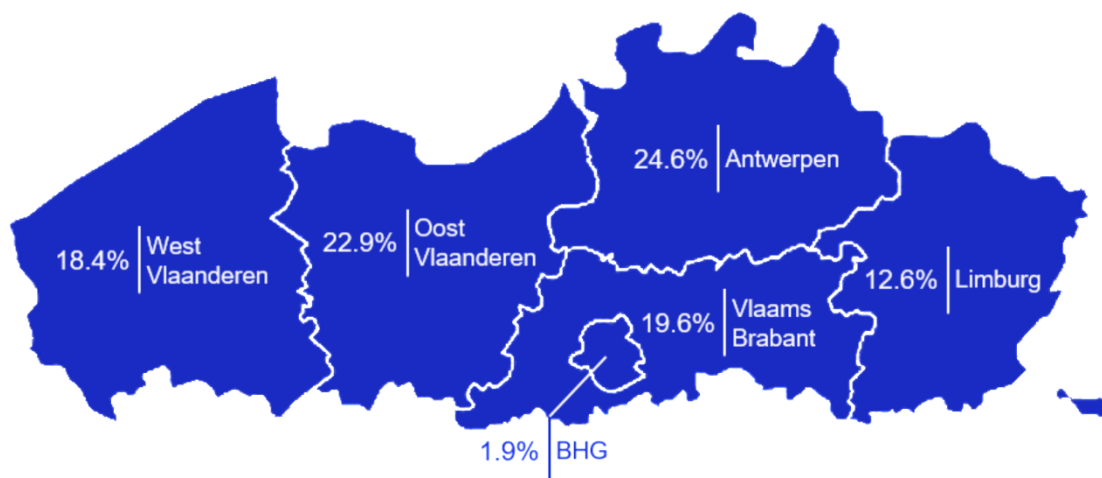 24.6% Antwerpen
18.4% West
Vlaanderen
22.9% Oost
Vlaanderen
12.6% Limburg
19.6% Vlaams
Brabant
1.9% BHG